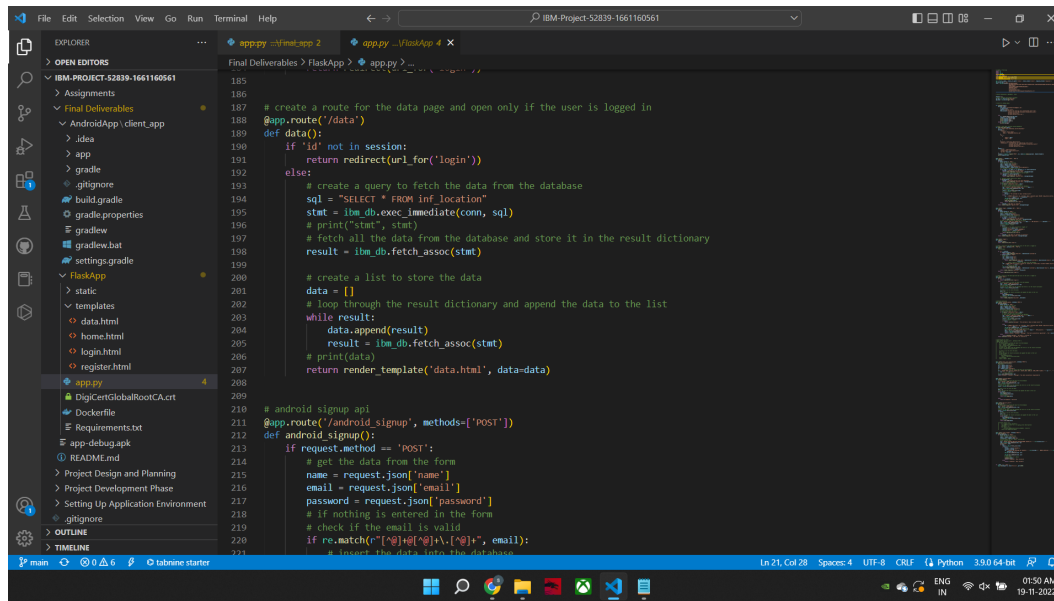 File Edit Selection View Go Run Terminal Help
IBM-Project-52839-1661160561
EXPLORER
OPEN EDITORS
IBM-PROJECT-52839-1661160561
Assignments
Final Deliverables
AndroidApp \ client_app
.idea
app
gradle
.gitignore
build.gradle
gradle.properties
gradlew
gradlew.bat
settings.gradle
FlaskApp
static
templates
data.html
home.html
login.html
register.html
app.py 4
DigiCertGlobalRootCA.crt
Dockerfile
Requirements.txt
app-debug.apk
README.md
Project Design and Planning
Project Development Phase
Setting Up Application Environment
.gitignore
OUTLINE
TIMELINE
app.py ...\Final_app 2
app.py ...\FlaskApp 4
Final Deliverables > FlaskApp > app.py > ...
185
186
187 # create a route for the data page and open only if the user is logged in
188 @app.route('/data')
189 def data():
190 if 'id' not in session:
191 return redirect(url_for('login'))
192 else:
193 # create a query to fetch the data from the database
194 sql = "SELECT * FROM inf_location"
195 stmt = ibm_db.exec_immediate(conn, sql)
196 # print("stmt", stmt)
197 # fetch all the data from the database and store it in the result dictionary
198 result = ibm_db.fetch_assoc(stmt)
199
200 # create a list to store the data
201 data = []
202 # loop through the result dictionary and append the data to the list
203 while result:
204 data.append(result)
205 result = ibm_db.fetch_assoc(stmt)
206 # print(data)
207 return render_template('data.html', data=data)
208
209
210 # android signup api
211 @app.route('/android_signup', methods=['POST'])
212 def android_signup():
213 if request.method == 'POST':
214 # get the data from the form
215 name = request.json['name']
216 email = request.json['email']
217 password = request.json['password']
218 # if nothing is entered in the form
219 # check if the email is valid
220 if re.match(r"[^@]+@[^@]+\.[^@]+", email):
221 # insert the data into the database
main 0 6 tabnine starter
Ln 21, Col 28 Spaces: 4 UTF-8 CRLF Python 3.9.0 64-bit
ENG
IN
01:50 AM
19-11-2022